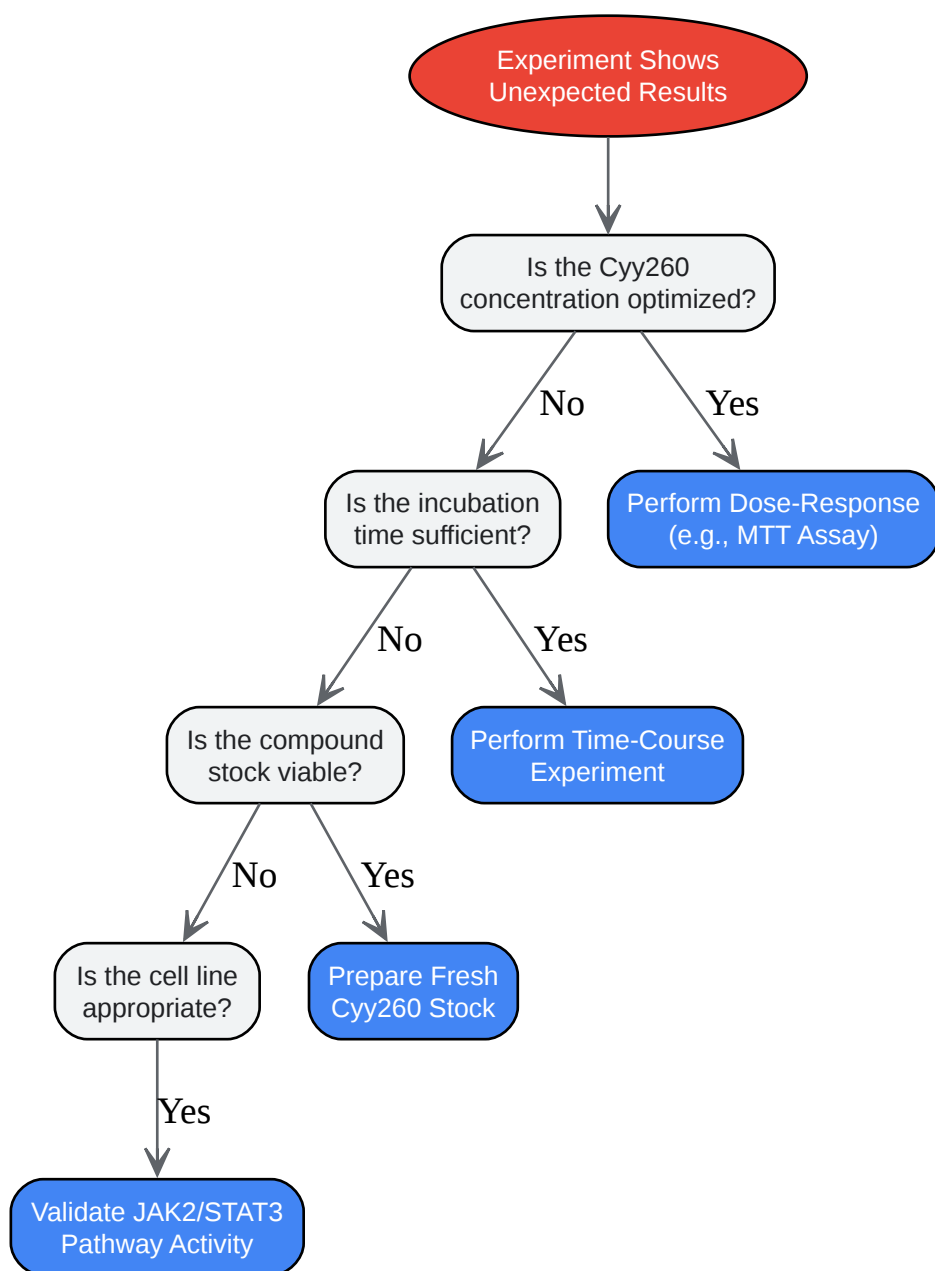 Experiment Shows
Unexpected Results
Is the Cyy260
concentration optimized?
No
Yes
Is the incubation
time sufficient?
Perform Dose-Response
(e.g., MTT Assay)
No
Yes
Is the compound
stock viable?
Perform Time-Course
Experiment
No
Yes
Is the cell line
appropriate?
Prepare Fresh
Cyy260 Stock
Yes
Validate JAK2/STAT3
Pathway Activity